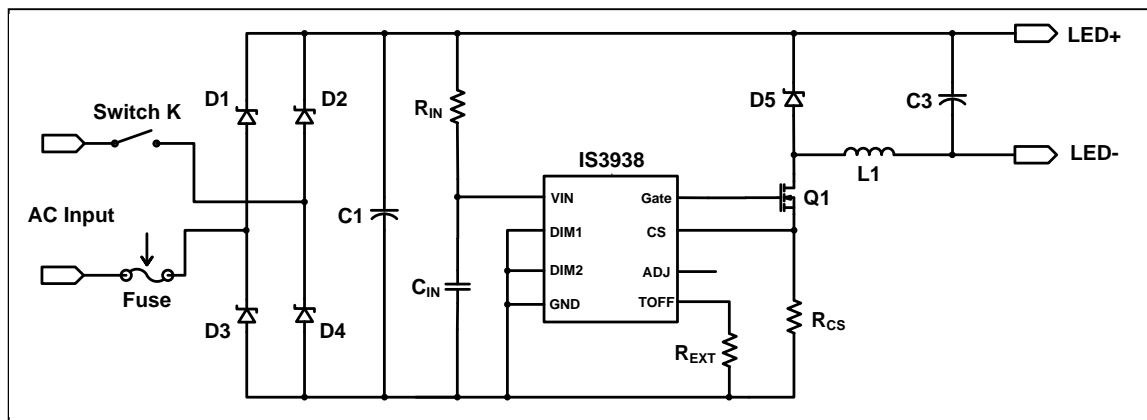 LED+
D1
D2
D5
C3
Switch K
RIN
IS3938
LED-
L1
VIN
Gate
Q1
AC Input
C1
DIM1
CS
DIM2
ADJ
CIN
GND
TOFF
Fuse
D3
D4
RCS
REXT